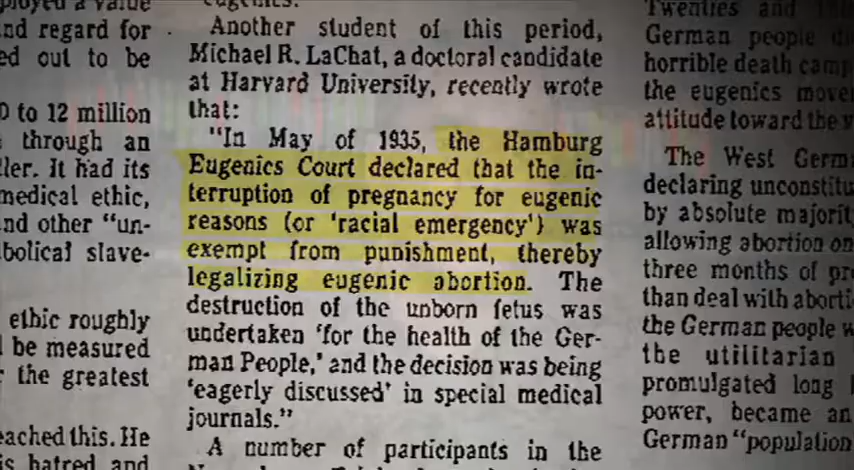 ployed a value
nd regard for
ed out to be
0 to 12 million
through an
ler. It had its
medical ethic,
nd other "un-
bolical slave-
ethic roughly
be measured
the greatest
eached this. He
is hatred and
eugenics.
Another student of this period,
Michael R. LaChat, a doctoral candidate
at Harvard University, recently wrote
that:
"In May of 1935, the Hamburg
Eugenics Court declared that the in-
terruption of pregnancy for eugenic
reasons (or 'racial emergency') was
exempt from punishment, thereby
legalizing eugenic abortion. The
destruction of the unborn fetus was
undertaken 'for the health of the Ger-
man People,' and the decision was being
'eagerly discussed' in special medical
journals."
A number of participants in the
Twenties and
German people
horrible death camp
the eugenics move
attitude toward the
The West Germa
declaring unconstitu
by absolute majorit
allowing abortion on
three months of pre
than deal with aborti
the German people w
the utilitarian
promulgated long
power, became an
German "population